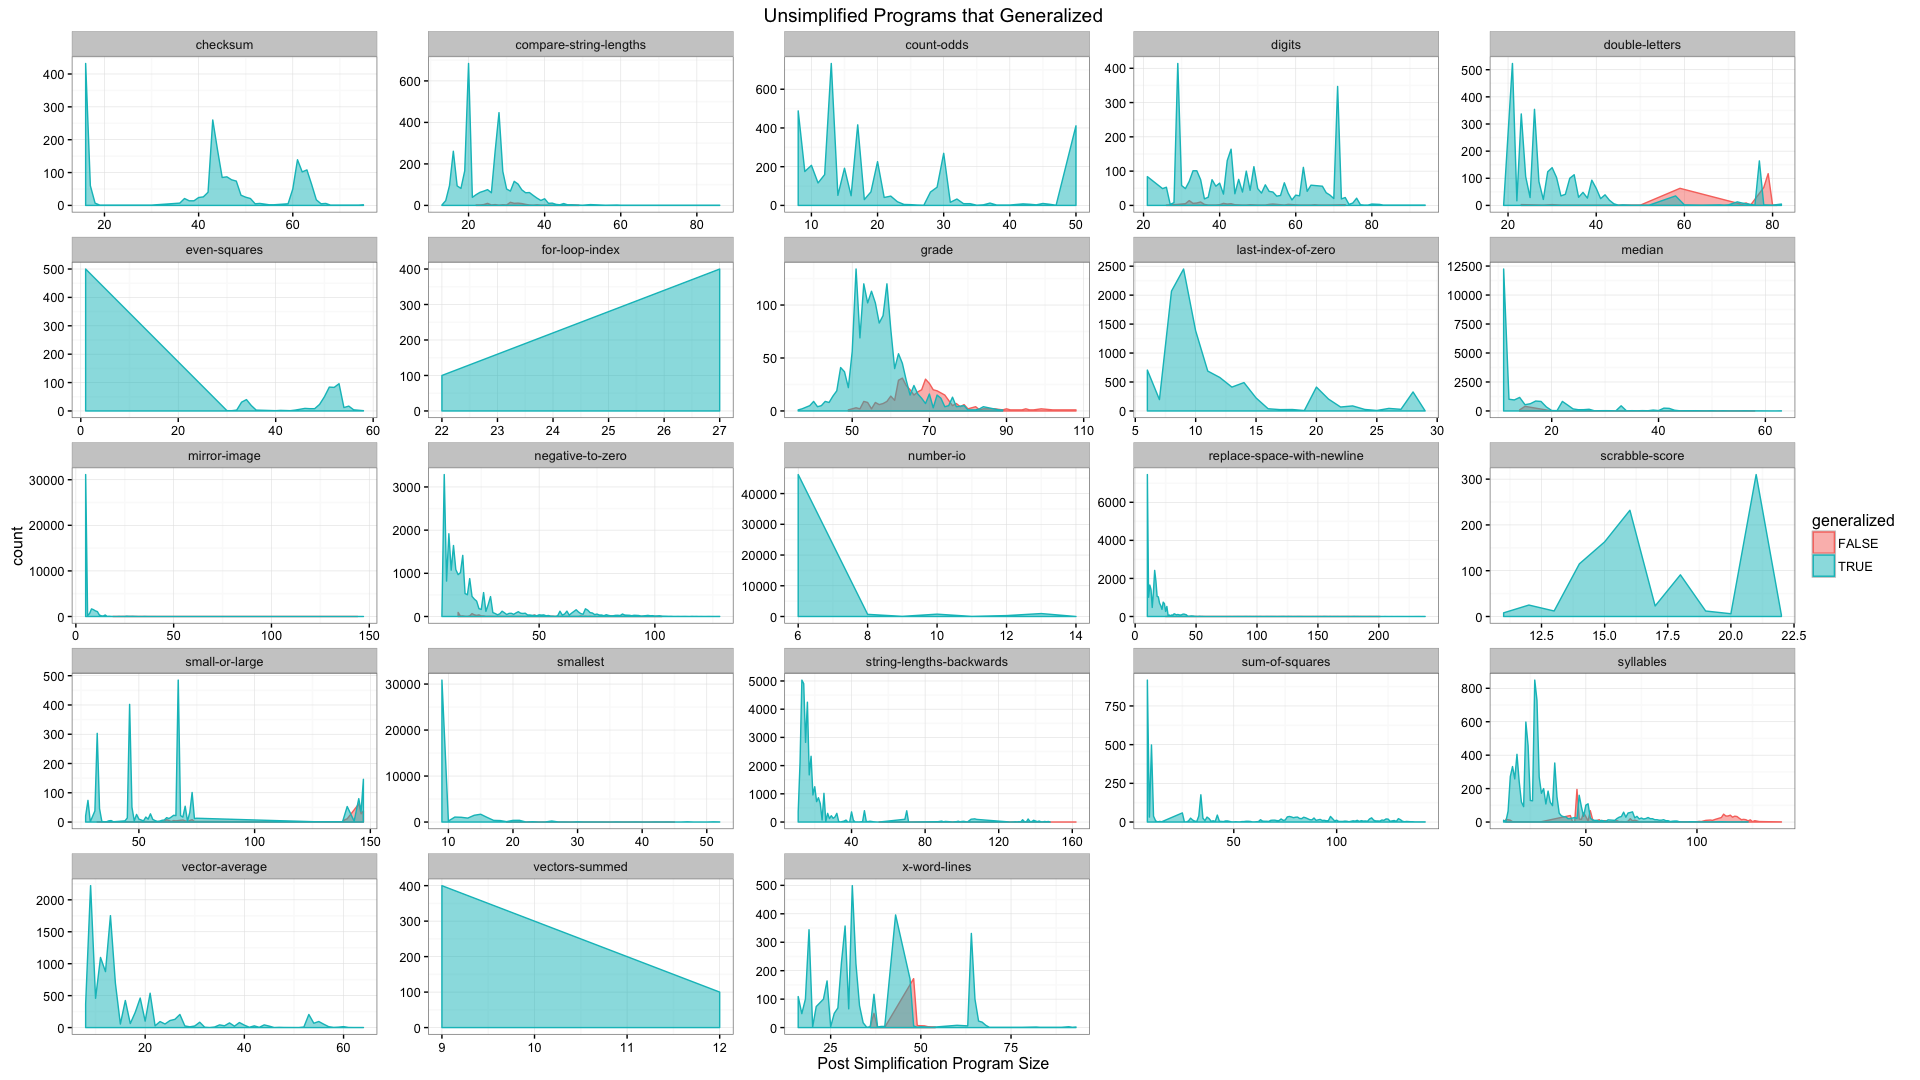 Unsimplified Programs that Generalized
checksum compare-string-lengths count-odds digits double-letters
400 300 200 100 0
20 40 60
600 400 200 0
20 40 60 80
600 400 200 0
10 20 30 40 50
400 300 200 100 0
20 40 60 80
500 400 300 200 100 0
20 40 60 80
even-squares for-loop-index grade last-index-of-zero median
500 400 300 200 100 0
0 20 40 60
400 300 200 100 0
22 23 24 25 26 27
100 50 0
50 70 90 110
2500 2000 1500 1000 500 0
5 10 15 20 25 30
12500 10000 7500 5000 2500 0
20 40 60
mirror-image negative-to-zero number-io replace-space-with-newline scrabble-score
30000 20000 10000 0
0 50 100 150
3000 2000 1000 0
50 100
40000 30000 20000 10000 0
6 8 10 12 14
6000 4000 2000 0
0 50 100 150 200
300 200 100 0
12.5 15.0 17.5 20.0 22.5
count
generalized
FALSE
TRUE
small-or-large smallest string-lengths-backwards sum-of-squares syllables
500 400 300 200 100 0
50 100 150
30000 20000 10000 0
10 20 30 40 50
5000 4000 3000 2000 1000 0
40 80 120 160
750 500 250 0
50 100
800 600 400 200 0
50 100
vector-average vectors-summed x-word-lines
2000 1500 1000 500 0
20 40 60
400 300 200 100 0
9 10 11 12
500 400 300 200 100 0
25 50 75
Post Simplification Program Size